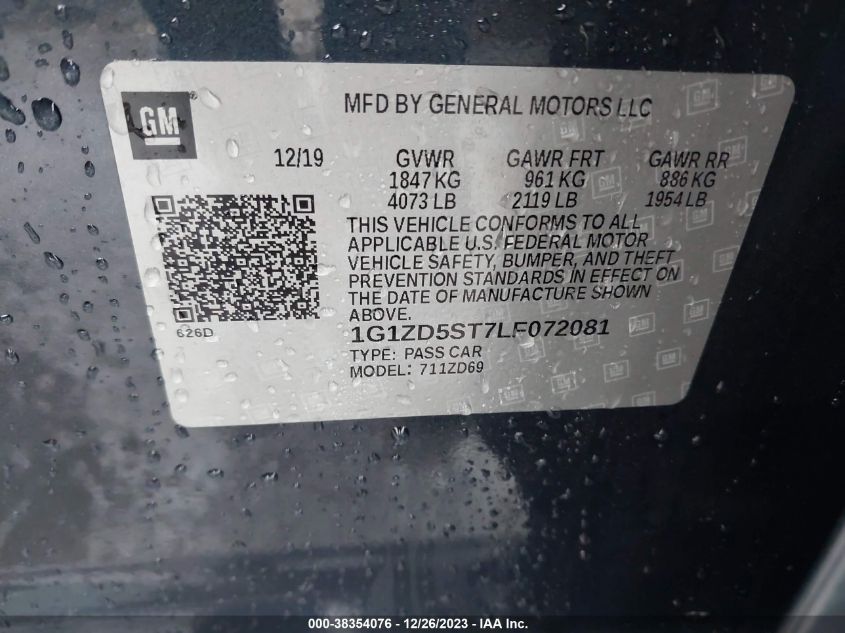 GM ®
MFD BY GENERAL MOTORS LLC
12/19 GVWR GAWR FRT GAWR RR
1847 KG 961 KG 886 KG
4073 LB 2119 LB 1954 LB
THIS VEHICLE CONFORMS TO ALL
APPLICABLE U.S. FEDERAL MOTOR
VEHICLE SAFETY, BUMPER, AND THEFT
PREVENTION STANDARDS IN EFFECT ON
THE DATE OF MANUFACTURE SHOWN
ABOVE.
626D
1G1ZD5ST7LF072081
TYPE: PASS CAR
MODEL: 711ZD69
000-38354076 - 12/26/2023 - IAA Inc.